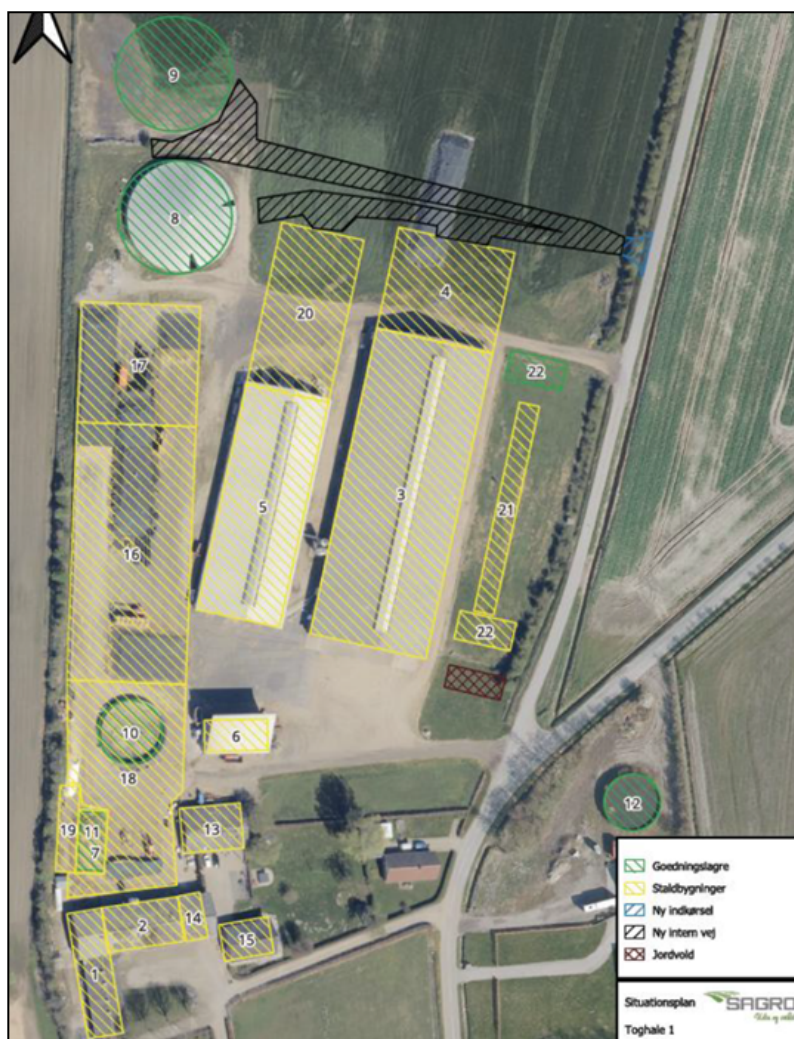 9
8
4
20
17
22
3
5
21
16
22
10
6
18
12
19
11
13
7
2
14
15
1
Goedningslagre
Staldbygninger
Ny indkørsel
Ny intern vej
Jordvold
Situationsplan
SAGRO
Toghale 1